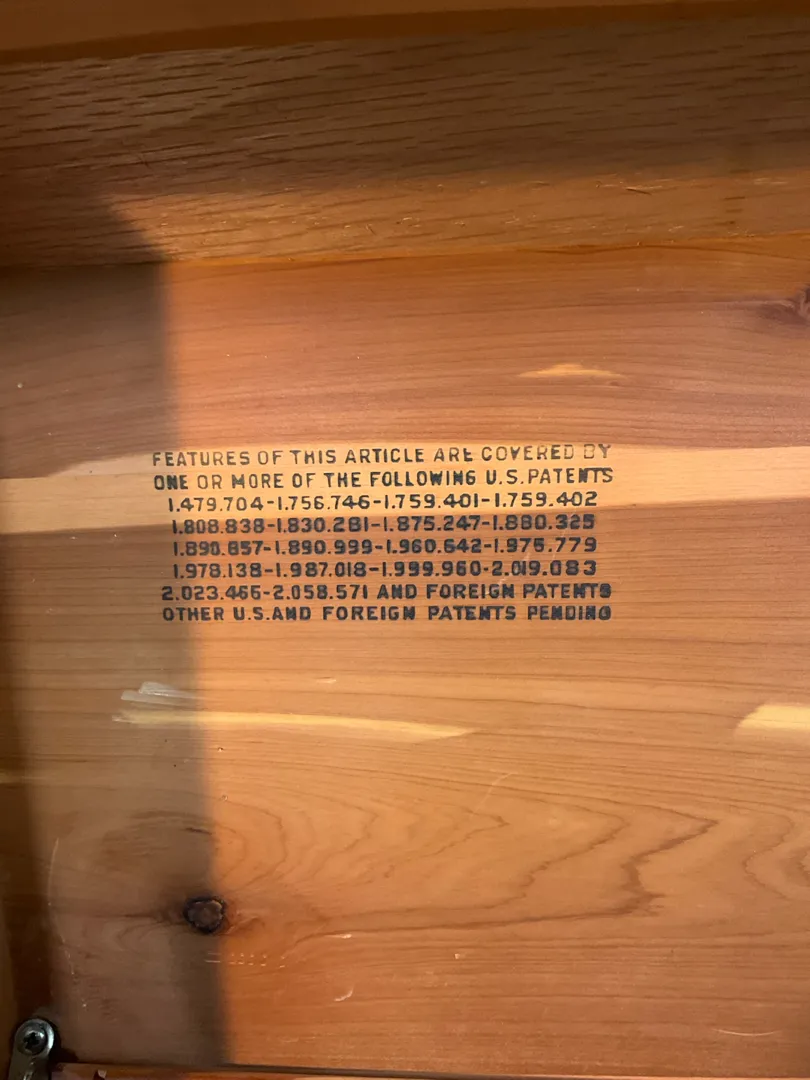 FEATURES OF THIS ARTICLE ARE COVERED BY
ONE OR MORE OF THE FOLLOWING U.S.PATENTS
1.479.704-1.756.746-1.759.401-1.759.402
1.808.838-1.830.281-1.875.247-1.880.325
1.890.857-1.890.999-1.960.642-1.975.779
1.978.138-1.987.018-1.999.960-2.019.083
2.023.466-2.058.571 AND FOREIGN PATENTS
OTHER U.S.AND FOREIGN PATENTS PENDING